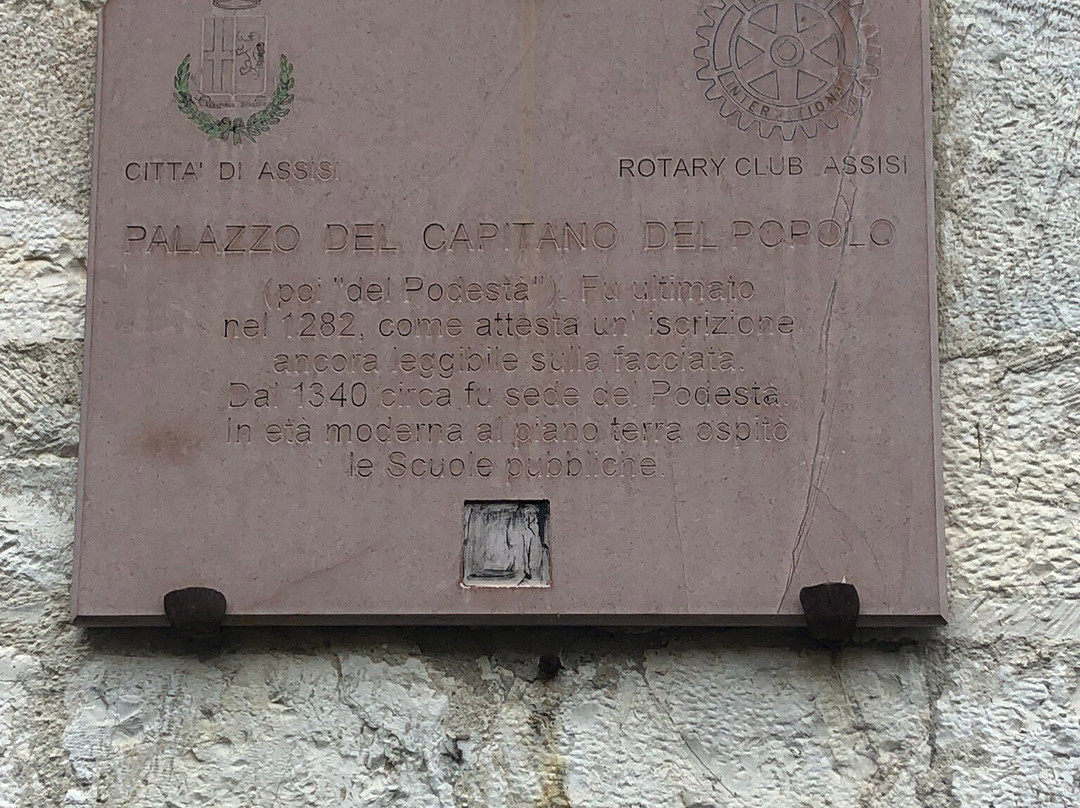 INTERNATIONAL
CITTA' DI ASSISI
ROTARY CLUB ASSISI
PALAZZO DEL CAPITANO DEL POPOLO
(poi "del Podestà"). Fu ultimato
nel 1282, come attesta un' iscrizione
ancora leggibile sulla facciata.
Dal 1340 circa fu sede del Podestà.
In età moderna al piano terra ospitò
le Scuole pubbliche.